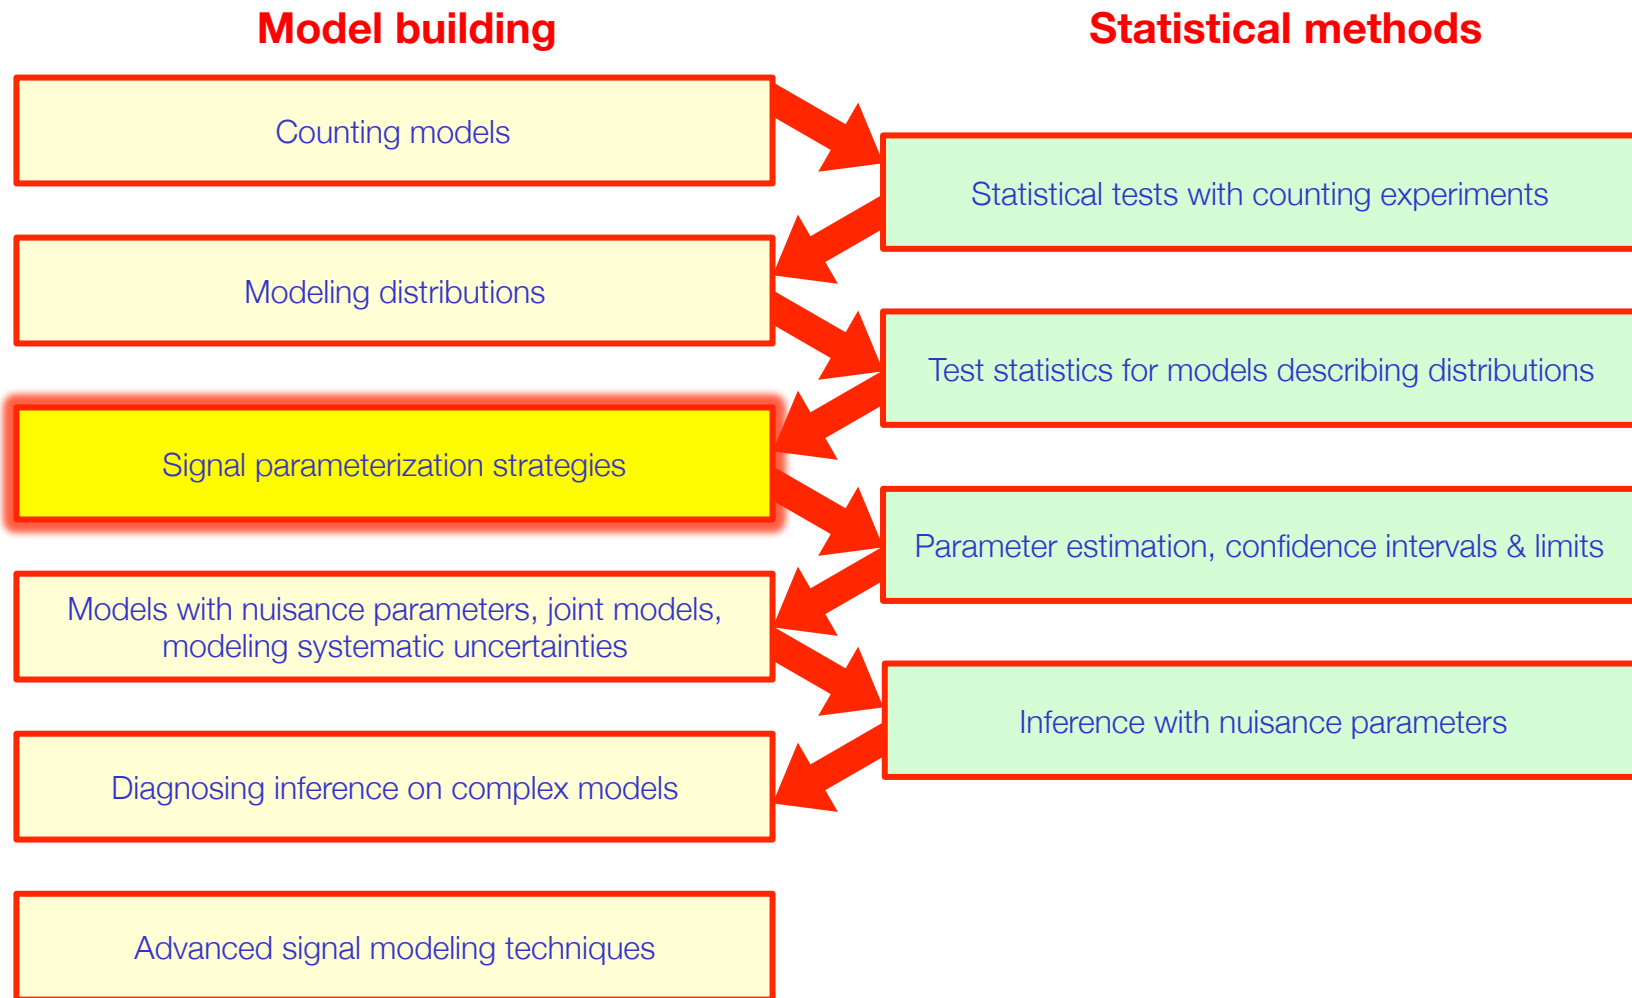 Model building
Statistical methods
Counting models
Statistical tests with counting experiments
Modeling distributions
Test statistics for models describing distributions
Signal parameterization strategies
Parameter estimation, confidence intervals & limits
Models with nuisance parameters, joint models,
modeling systematic uncertainties
Inference with nuisance parameters
Diagnosing inference on complex models
Advanced signal modeling techniques